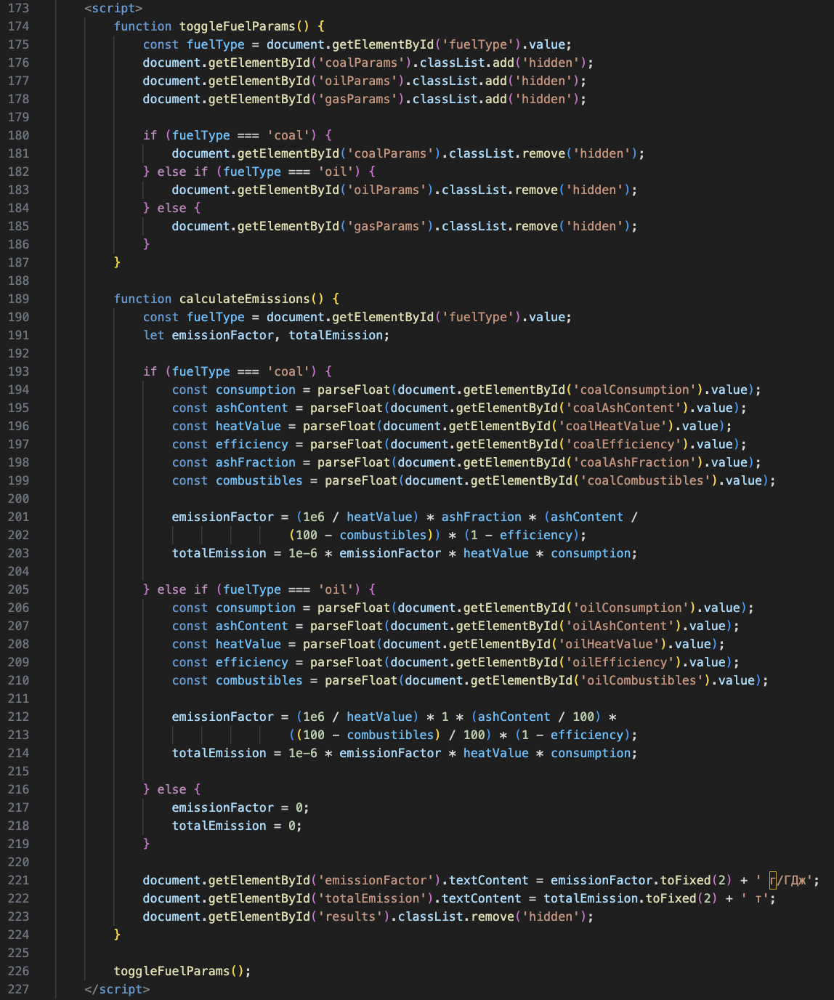 173 <script>
174 function toggleFuelParams() {
175 const fuelType = document.getElementById('fuelType').value;
176 document.getElementById('coalParams').classList.add('hidden');
177 document.getElementById('oilParams').classList.add('hidden');
178 document.getElementById('gasParams').classList.add('hidden');
179
180 if (fuelType === 'coal') {
181 document.getElementById('coalParams').classList.remove('hidden');
182 } else if (fuelType === 'oil') {
183 document.getElementById('oilParams').classList.remove('hidden');
184 } else {
185 document.getElementById('gasParams').classList.remove('hidden');
186 }
187 }
188
189 function calculateEmissions() {
190 const fuelType = document.getElementById('fuelType').value;
191 let emissionFactor, totalEmission;
192
193 if (fuelType === 'coal') {
194 const consumption = parseFloat(document.getElementById('coalConsumption').value);
195 const ashContent = parseFloat(document.getElementById('coalAshContent').value);
196 const heatValue = parseFloat(document.getElementById('coalHeatValue').value);
197 const efficiency = parseFloat(document.getElementById('coalEfficiency').value);
198 const ashFraction = parseFloat(document.getElementById('coalAshFraction').value);
199 const combustibles = parseFloat(document.getElementById('coalCombustibles').value);
200
201 emissionFactor = (1e6 / heatValue) * ashFraction * (ashContent /
202 (100 - combustibles)) * (1 - efficiency);
203 totalEmission = 1e-6 * emissionFactor * heatValue * consumption;
204
205 } else if (fuelType === 'oil') {
206 const consumption = parseFloat(document.getElementById('oilConsumption').value);
207 const ashContent = parseFloat(document.getElementById('oilAshContent').value);
208 const heatValue = parseFloat(document.getElementById('oilHeatValue').value);
209 const efficiency = parseFloat(document.getElementById('oilEfficiency').value);
210 const combustibles = parseFloat(document.getElementById('oilCombustibles').value);
211
212 emissionFactor = (1e6 / heatValue) * 1 * (ashContent / 100) *
213 ((100 - combustibles) / 100) * (1 - efficiency);
214 totalEmission = 1e-6 * emissionFactor * heatValue * consumption;
215
216 } else {
217 emissionFactor = 0;
218 totalEmission = 0;
219 }
220
221 document.getElementById('emissionFactor').textContent = emissionFactor.toFixed(2) + ' г/ГДж';
222 document.getElementById('totalEmission').textContent = totalEmission.toFixed(2) + ' т';
223 document.getElementById('results').classList.remove('hidden');
224 }
225
226 toggleFuelParams();
227 </script>